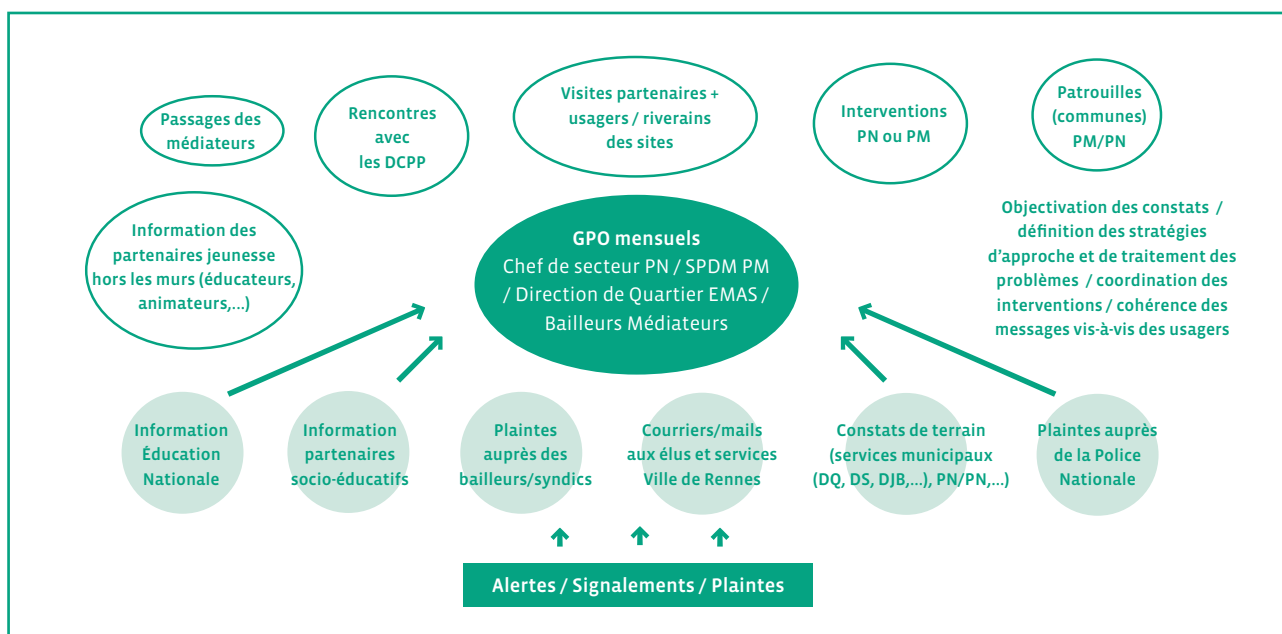 Passages des
médiateurs
Rencontres
avec
les DCPP
Visites partenaires +
usagers / riverains
des sites
Interventions
PN ou PM
Patrouilles
(communes)
PM/PN
Information des
partenaires jeunesse
hors les murs (éducateurs,
animateurs,...)
GPO mensuels
Chef de secteur PN / SPDM PM
/ Direction de Quartier EMAS /
Bailleurs Médiateurs
Objectivation des constats /
définition des stratégies
d’approche et de traitement des
problèmes / coordination des
interventions / cohérence des
messages vis-à-vis des usagers
Information
Éducation
Nationale
Information
partenaires
socio-éducatifs
Plaintes
auprès des
bailleurs/syndics
Courriers/mails
aux élus et services
Ville de Rennes
Constats de terrain
(services municipaux
(DQ, DS, DJB,...), PN/PN,...)
Plaintes auprès
de la Police
Nationale
Alertes / Signalements / Plaintes